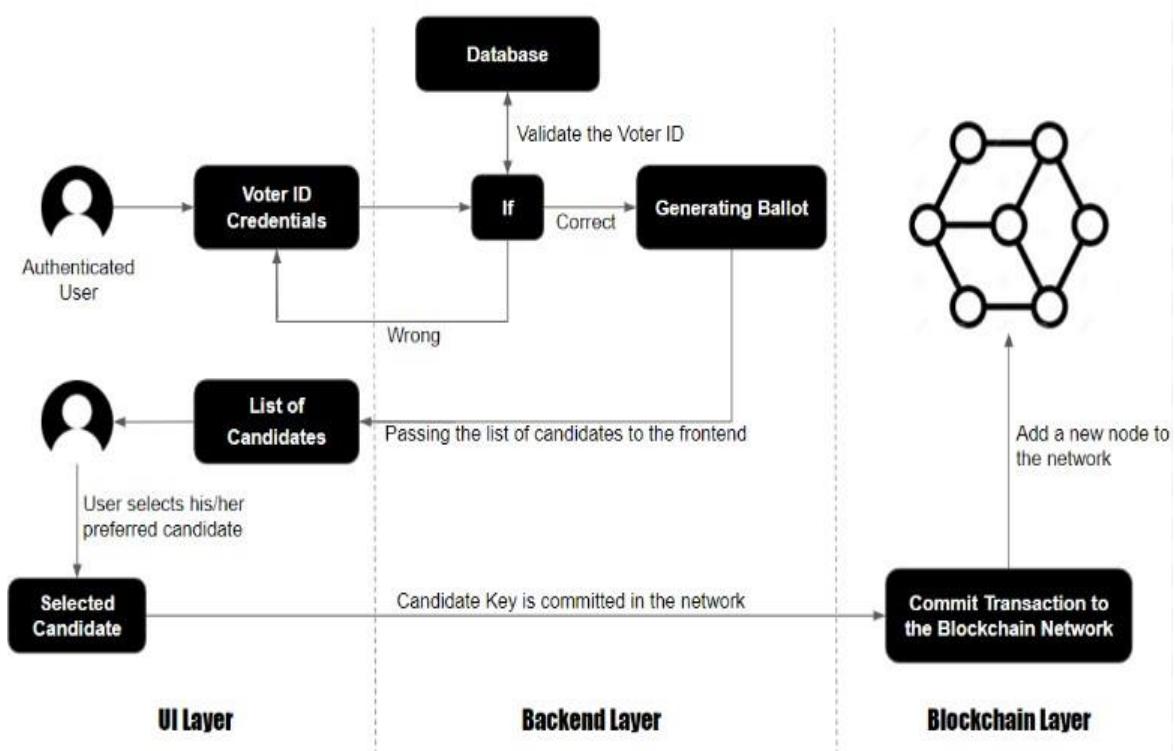 Database
Validate the Voter ID
Voter ID
Credentials
If
Correct
Generating Ballot
Authenticated
User
Wrong
List of
Candidates
Passing the list of candidates to the frontend
Add a new node to
the network
User selects his/her
preferred candidate
Selected
Candidate
Candidate Key is committed in the network
Commit Transaction to
the Blockchain Network
UI Layer
Backend Layer
Blockchain Layer